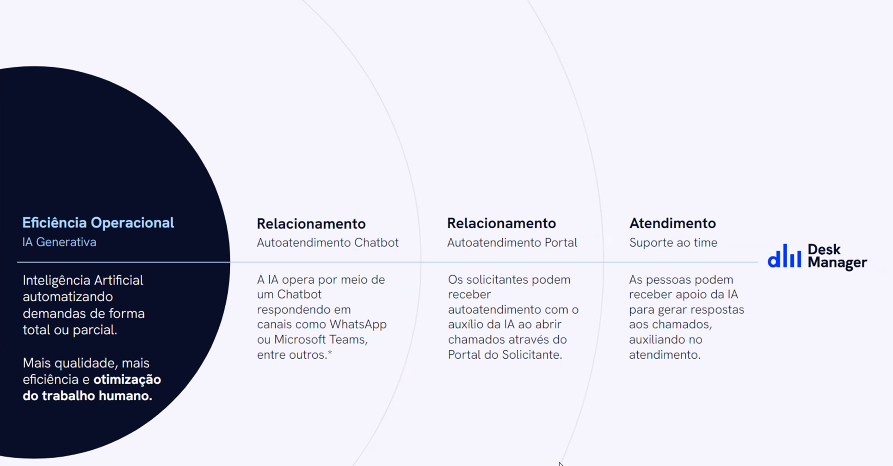 Eficiência Operacional
IA Generativa
Inteligência Artificial
automatizando
demandas de forma
total ou parcial.
Mais qualidade, mais
eficiência e otimização
do trabalho humano.
Relacionamento
Autoatendimento Chatbot
A IA opera por meio de
um Chatbot
respondendo em
canais como WhatsApp
ou Microsoft Teams,
entre outros.*
Relacionamento
Autoatendimento Portal
Os solicitantes podem
receber
autoatendimento com o
auxílio da IA ao abrir
chamados através do
Portal do Solicitante.
Atendimento
Suporte ao time
As pessoas podem
receber apoio da IA
para gerar respostas
aos chamados,
auxiliando no
atendimento.
Desk
Manager